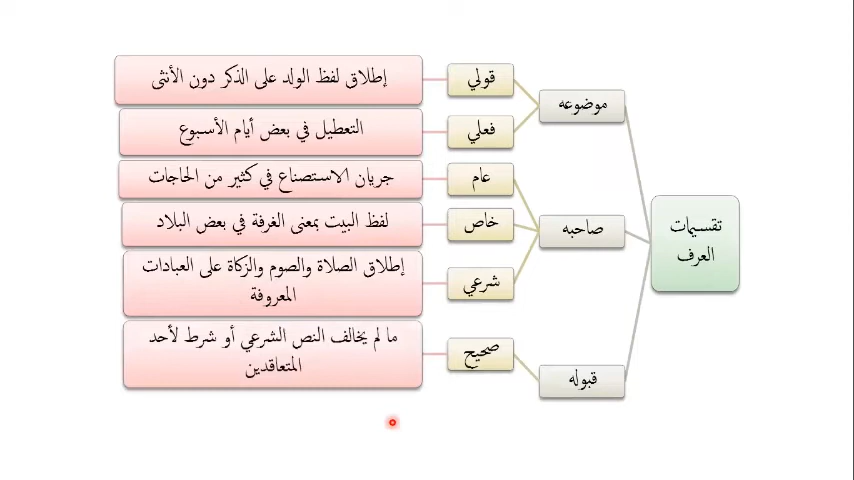 تقسيمات
العرف
موضوعه
قولي
إطلاق لفظ الولد على الذكر دون الأنثى
فعلي
التعطيل في بعض أيام الأسبوع
صاحبه
عام
جريان الاستصناع في كثير من الحاجات
خاص
لفظ البيت بمعنى الغرفة في بعض البلاد
شرعي
إطلاق الصلاة والصوم والزكاة على العبادات
المعروفة
قبوله
صحيح
ما لم يخالف النص الشرعي أو شرط لأحد
المتعاقدين